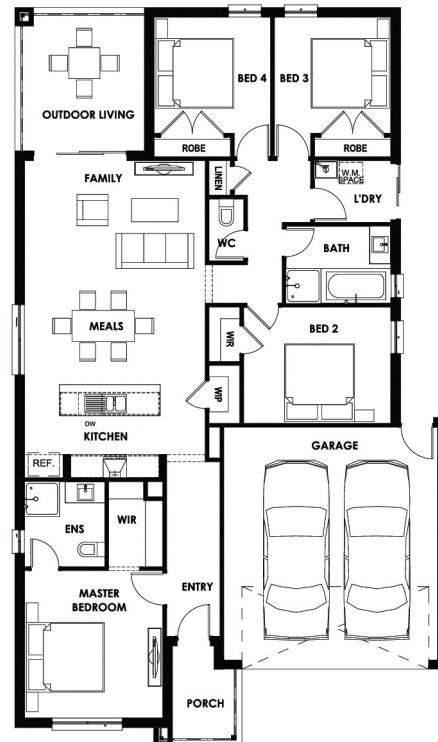 BED 4
BED 3
OUTDOOR LIVING
ROBE
ROBE
FAMILY
LINEN
W.M.
SPACE
L'DRY
WC
BATH
MEALS
WIR
BED 2
WIP
DW
KITCHEN
GARAGE
REF.
ENS
WIR
MASTER
BEDROOM
ENTRY
PORCH